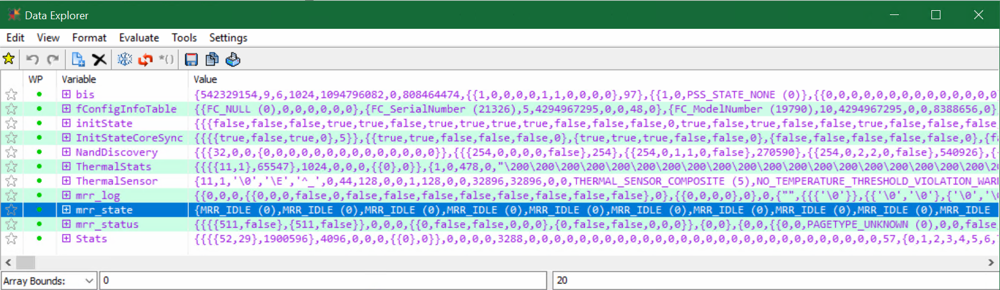 Data Explorer
Edit View Format Evaluate Tools Settings
*()
WP Variable Value
bis {542329154,9,6,1024,1094796082,0,808464474,{{1,0,0,0,0,1,1,0,0,0,0},97},{{1,0,PSS_STATE_NONE (0)},{{0,0,0,0,0,0,0,0,0,0,0,0
fConfigInfoTable {{FC_NULL (0),0,0,0,0,0,0},{FC_SerialNumber (21326),5,4294967295,0,0,48,0},{FC_ModelNumber (19790),10,4294967295,0,0,8388656,0}
initState {{{false,false,false,true,true,false,true,true,true,true,false,false,false,0,true,false,true,false,false,true,false,false,false
InitStateCoreSync {{{{true,false,true,0},5}},{{true,true,false,false,false,0},{true,true,true,false,false,0},{false,false,false,false,false,0},{fa
NandDiscovery {{{32,0,0,{0,0,0,0,0,0,0,0,0,0,0,0,0}},{{{254,0,0,0,0,false},254},{{254,0,1,1,0,false},270590},{{254,0,2,2,0,false},540926},{
ThermalStats {{{{11,1},65547},1024,0,0,0,{{0},0}},{1,0,478,0,"\200\200\200\200\200\200\200\200\200\200\200\200\200\200\200\200\200\200\200\200\200\200\20
ThermalSensor {11,1,'\0','\E','^_',0,44,128,0,0,1,128,0,0,32896,32896,0,0,THERMAL_SENSOR_COMPOSITE (5),NO_TEMPERATURE_THRESHOLD_VIOLATION_WAR
mrr_log {{0,0,0,{{0,0,0,false,0,false,false,false,false,false,false,false,false},0},{{0,0,0,0},0},0,{"",{{{'\0'}},{{'\0','\0'},{'\0','\
mrr_state {MRR_IDLE (0),MRR_IDLE (0),MRR_IDLE (0),MRR_IDLE (0),MRR_IDLE (0),MRR_IDLE (0),MRR_IDLE (0),MRR_IDLE (0),MRR_IDLE (0),MRR_IDLE
mrr_status {{{{511,false},{511,false}},0,0,0,{{0,false,false,0,0,0},{0,false,false,0,0,0}},{0,0},{0,0,{{0,0,PAGETYPE_UNKNOWN (0),0,0,false
Stats {{{{52,29},1900596},4096,0,0,0,{{0},0}},0,0,0,0,3288,0,0,0,0,0,0,0,0,0,0,0,0,0,0,0,0,0,0,0,0,0,0,0,0,0,0,0,57,{0,1,2,3,4,5,6,
Array Bounds: 0 20